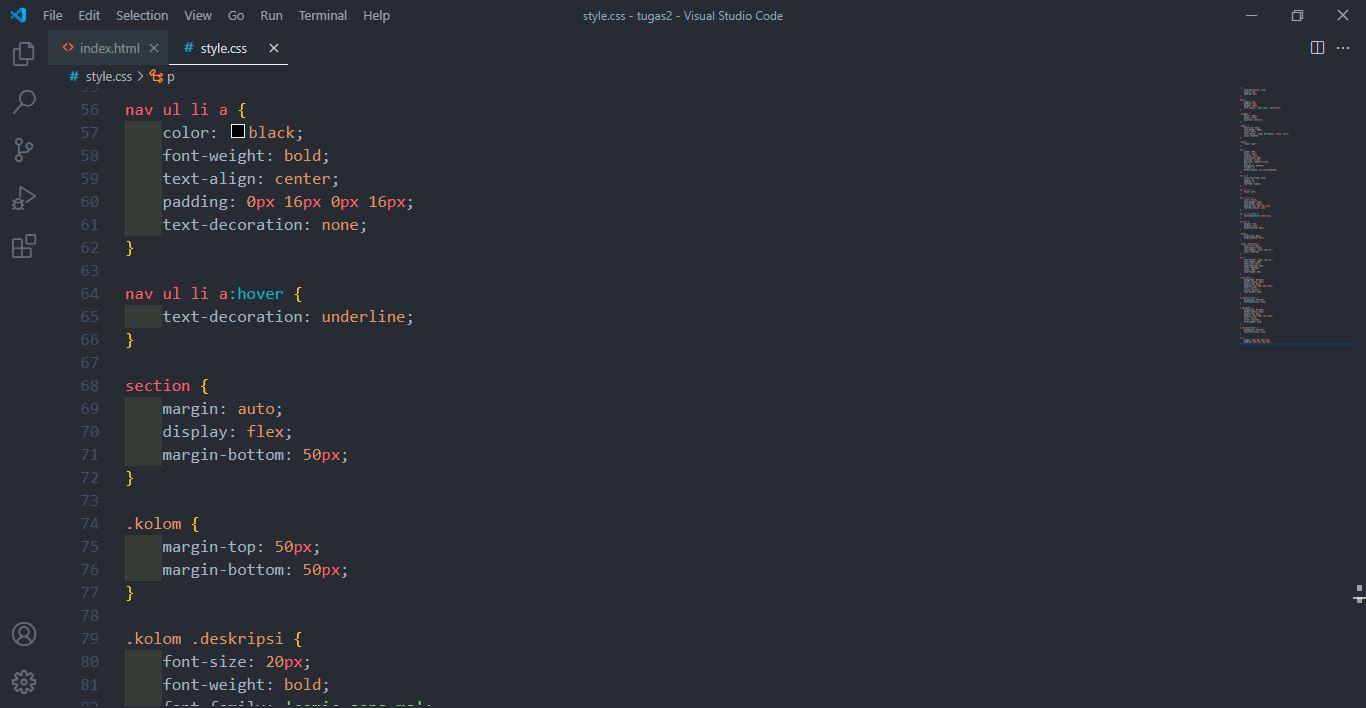 File Edit Selection View Go Run Terminal Help
style.css - tugas2 - Visual Studio Code
index.html
# style.css
# style.css > p
56 nav ul li a {
57 color: black;
58 font-weight: bold;
59 text-align: center;
60 padding: 0px 16px 0px 16px;
61 text-decoration: none;
62 }
63
64 nav ul li a:hover {
65 text-decoration: underline;
66 }
67
68 section {
69 margin: auto;
70 display: flex;
71 margin-bottom: 50px;
72 }
73
74 .kolom {
75 margin-top: 50px;
76 margin-bottom: 50px;
77 }
78
79 .kolom .deskripsi {
80 font-size: 20px;
81 font-weight: bold;